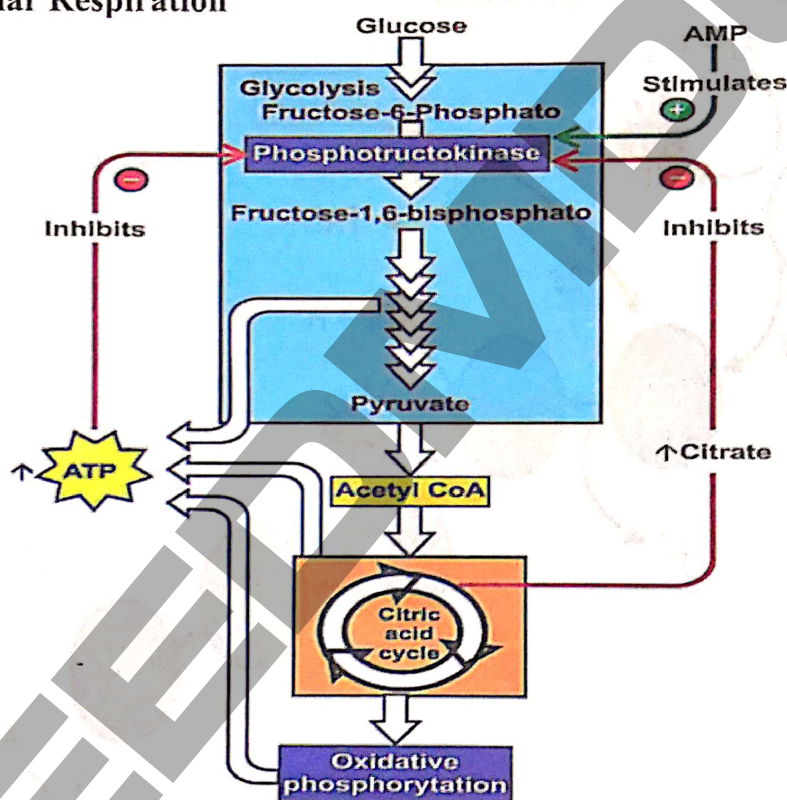 lar Respiration
Glucose
AMP
Stimulates
+
Glycolysis
Fructose-6-Phosphato
Phosphotructokinase
−
−
Inhibits
Fructose-1,6-bisphosphato
Inhibits
Pyruvate
↑ATP
↑Citrate
Acetyl CoA
Citric
acid
cycle
Oxidative
phosphorytation